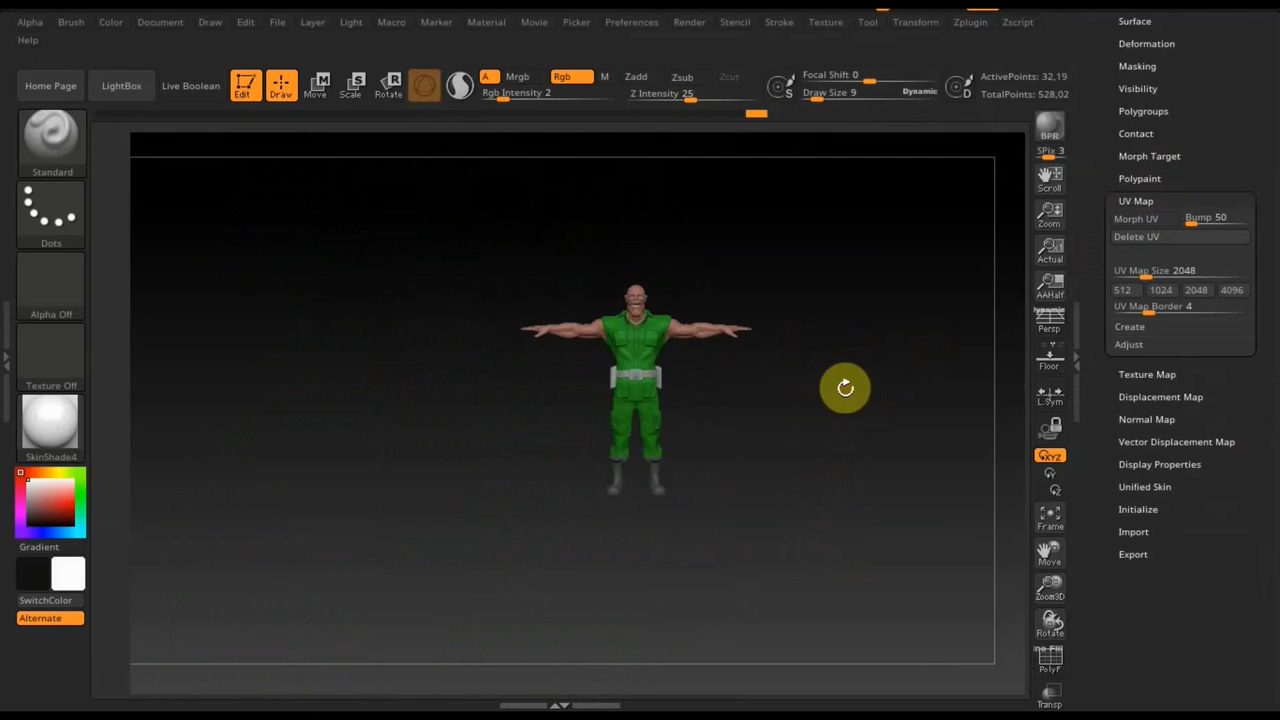 Alpha Brush Color Document Draw Edit File Layer Light Macro Marker Material Movie Picker Preferences Render Stencil Stroke Texture Tool Transform Zplugin Zscript
Help
Home Page LightBox Live Boolean Edit Draw Move Scale Rotate
A Mrgb Rgb M Zadd Zsub Zcut
Rgb Intensity 2 Z Intensity 25
S Focal Shift 0
Draw Size 9 Dynamic D
ActivePoints: 32,19
TotalPoints: 528,02
Standard
Dots
Alpha Off
Texture Off
SkinShade4
Gradient
SwitchColor
Alternate
BPR
SPix 3
Scroll
Zoom
Actual
AAHalf
Persp
Floor
L.Sym
XYZ
Y
Z
Frame
Move
Zoom3D
Rotate
PolyF
Transp
Surface
Deformation
Masking
Visibility
Polygroups
Contact
Morph Target
Polypaint
UV Map
Morph UV Bump 50
Delete UV
UV Map Size 2048
512 1024 2048 4096
UV Map Border 4
Create
Adjust
Texture Map
Displacement Map
Normal Map
Vector Displacement Map
Display Properties
Unified Skin
Initialize
Import
Export